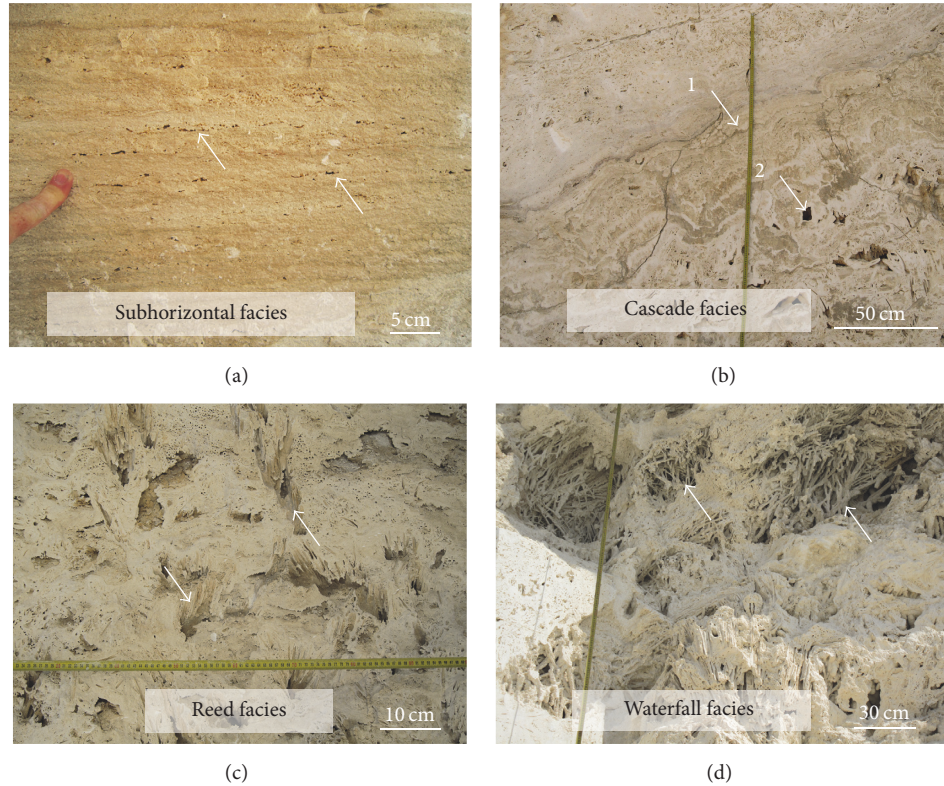 Subhorizontal facies
5 cm
(a)
1
2
Cascade facies
50 cm
(b)
Reed facies
10 cm
(c)
Waterfall facies
30 cm
(d)